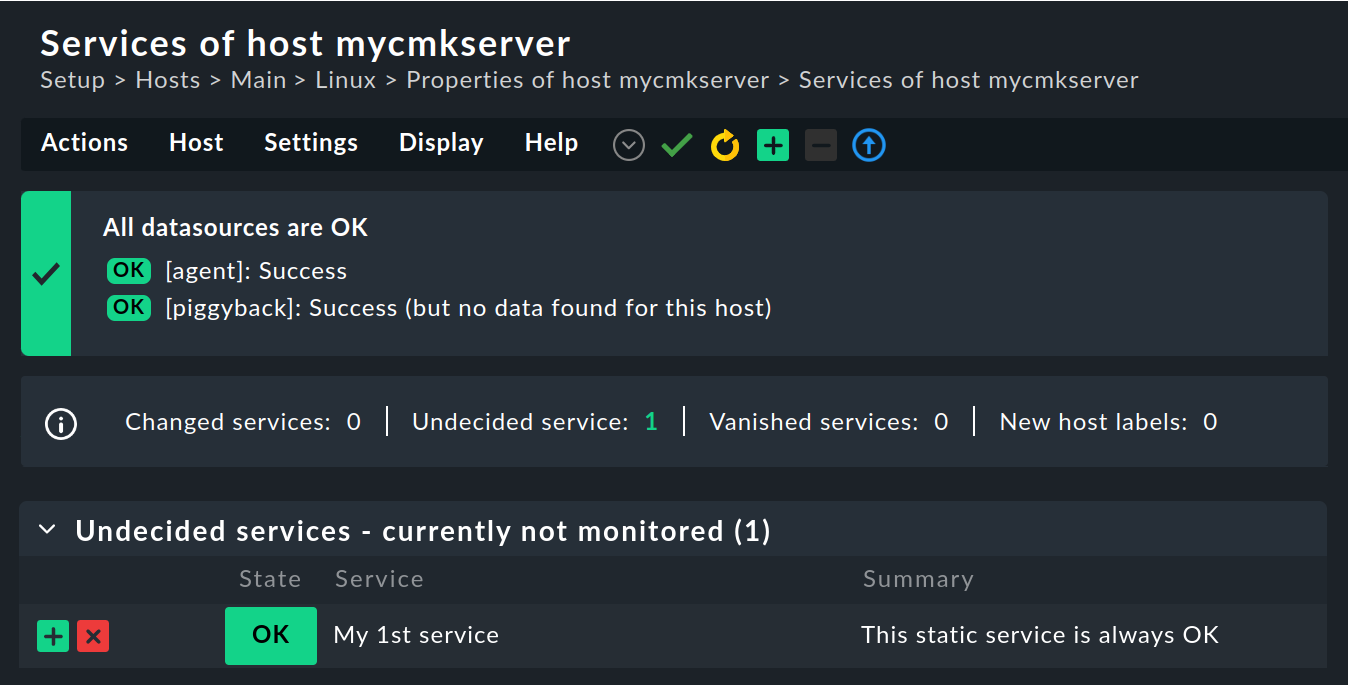 Services of host mycmkserver
Setup > Hosts > Main > Linux > Properties of host mycmkserver > Services of host mycmkserver
Actions Host Settings Display Help
All datasources are OK
OK [agent]: Success
OK [piggyback]: Success (but no data found for this host)
Changed services: 0 Undecided service: 1 Vanished services: 0 New host labels: 0
Undecided services - currently not monitored (1)
State Service Summary
OK My 1st service This static service is always OK